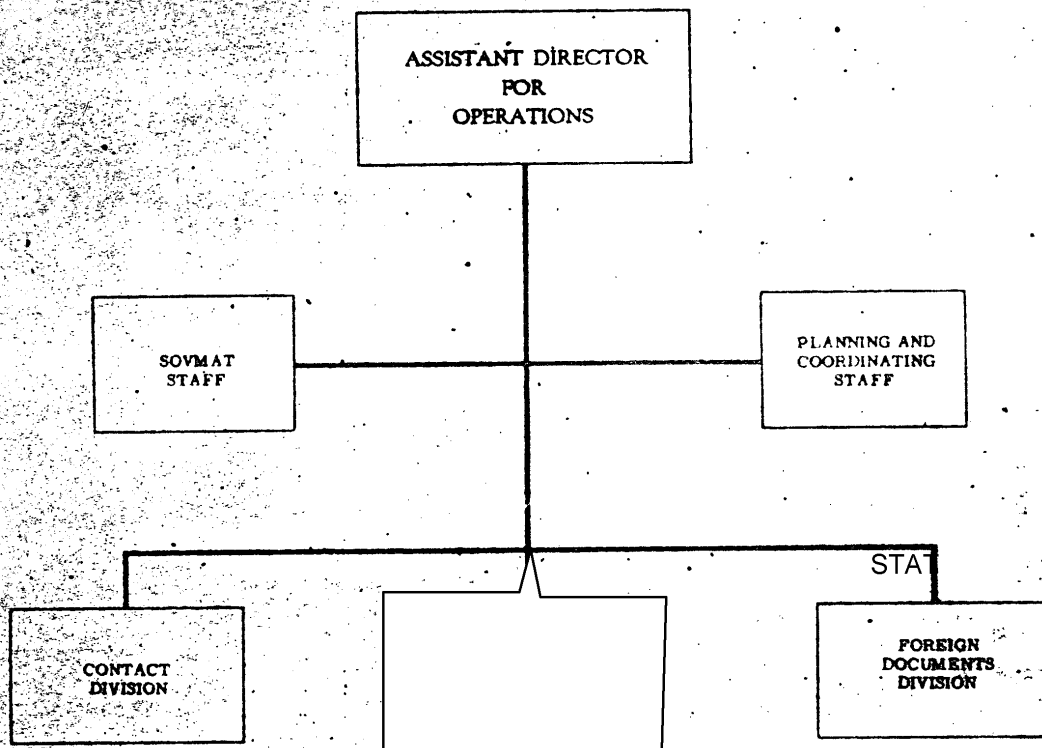 ASSISTANT DIRECTOR
FOR
OPERATIONS
SOVMAT
STAFF
PLANNING AND
COORDINATING
STAFF
STAT
CONTACT
DIVISION
FOREIGN
DOCUMENTS
DIVISION